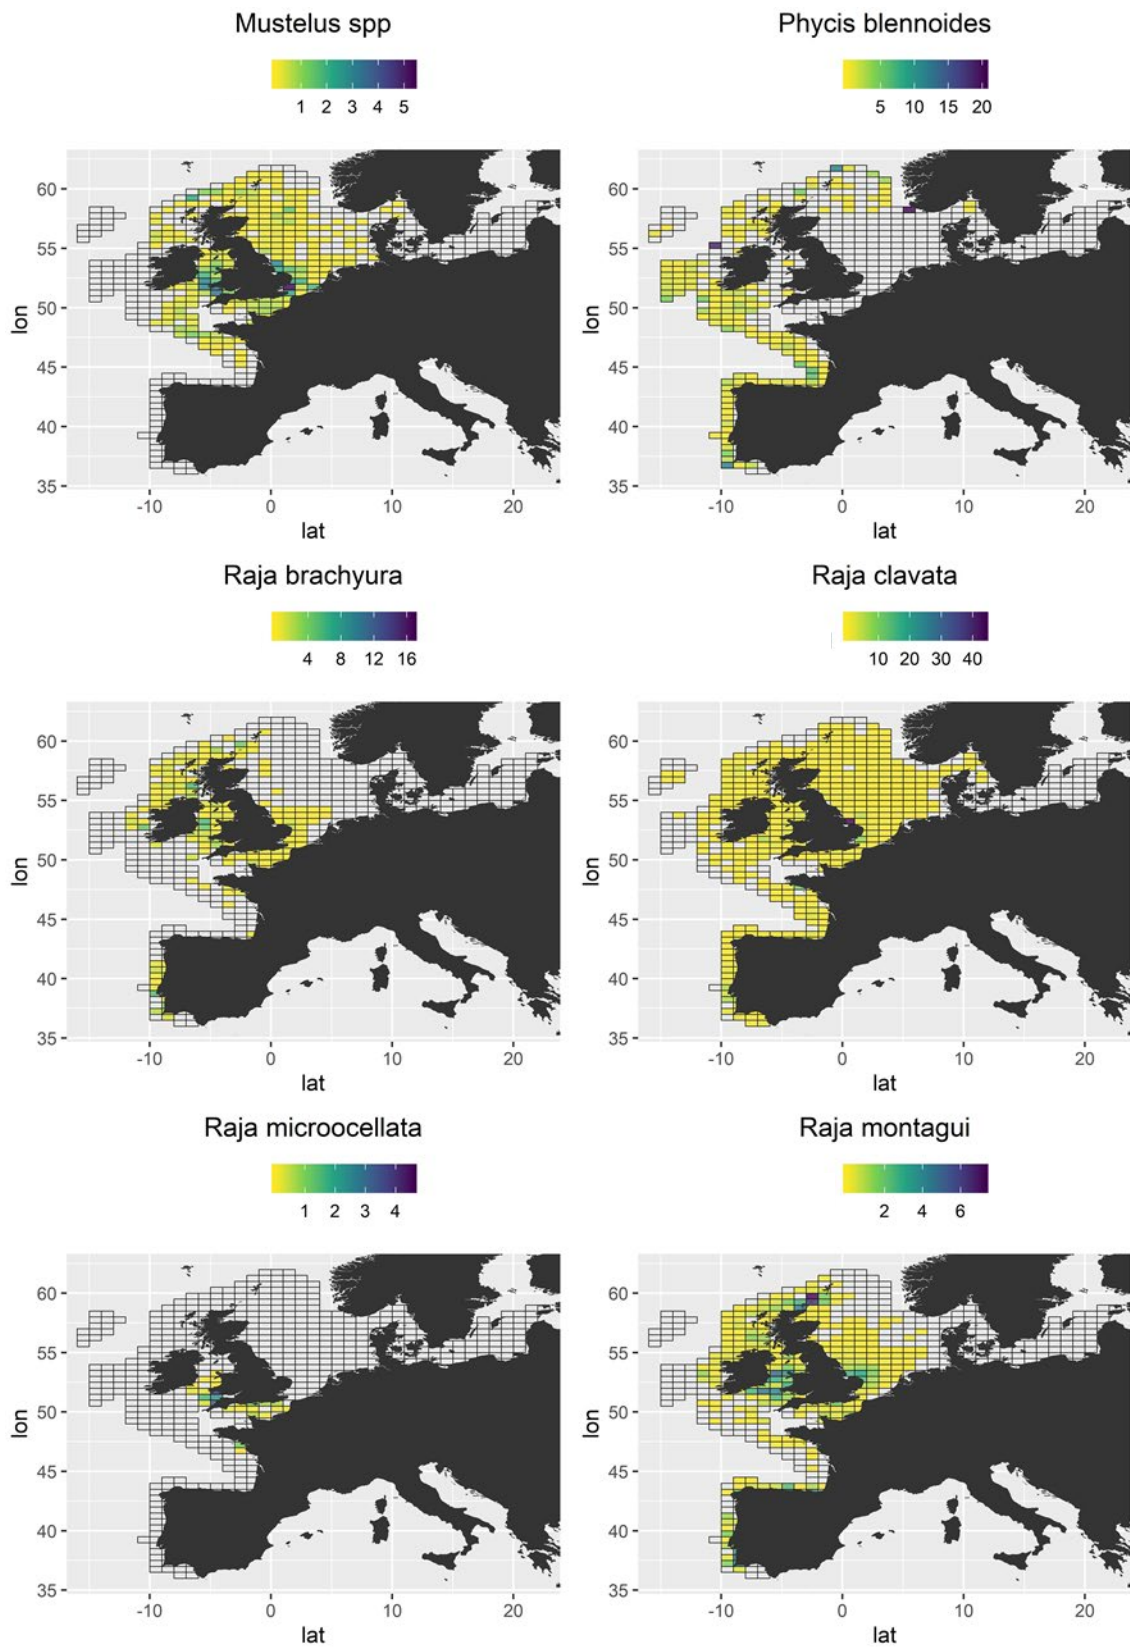 Mustelus spp
1 2 3 4 5
60
55
50
45
40
35
lon
-10 0 10 20
lat
Phycis blennoides
5 10 15 20
60
55
50
45
40
35
lon
-10 0 10 20
lat
Raja brachyura
4 8 12 16
60
55
50
45
40
35
lon
-10 0 10 20
lat
Raja clavata
10 20 30 40
60
55
50
45
40
35
lon
-10 0 10 20
lat
Raja microocellata
1 2 3 4
60
55
50
45
40
35
lon
-10 0 10 20
lat
Raja montagui
2 4 6
60
55
50
45
40
35
lon
-10 0 10 20
lat